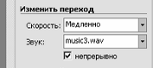 Изменить переход
Скорость: Медленно
Звук: music3.wav
непрерывно